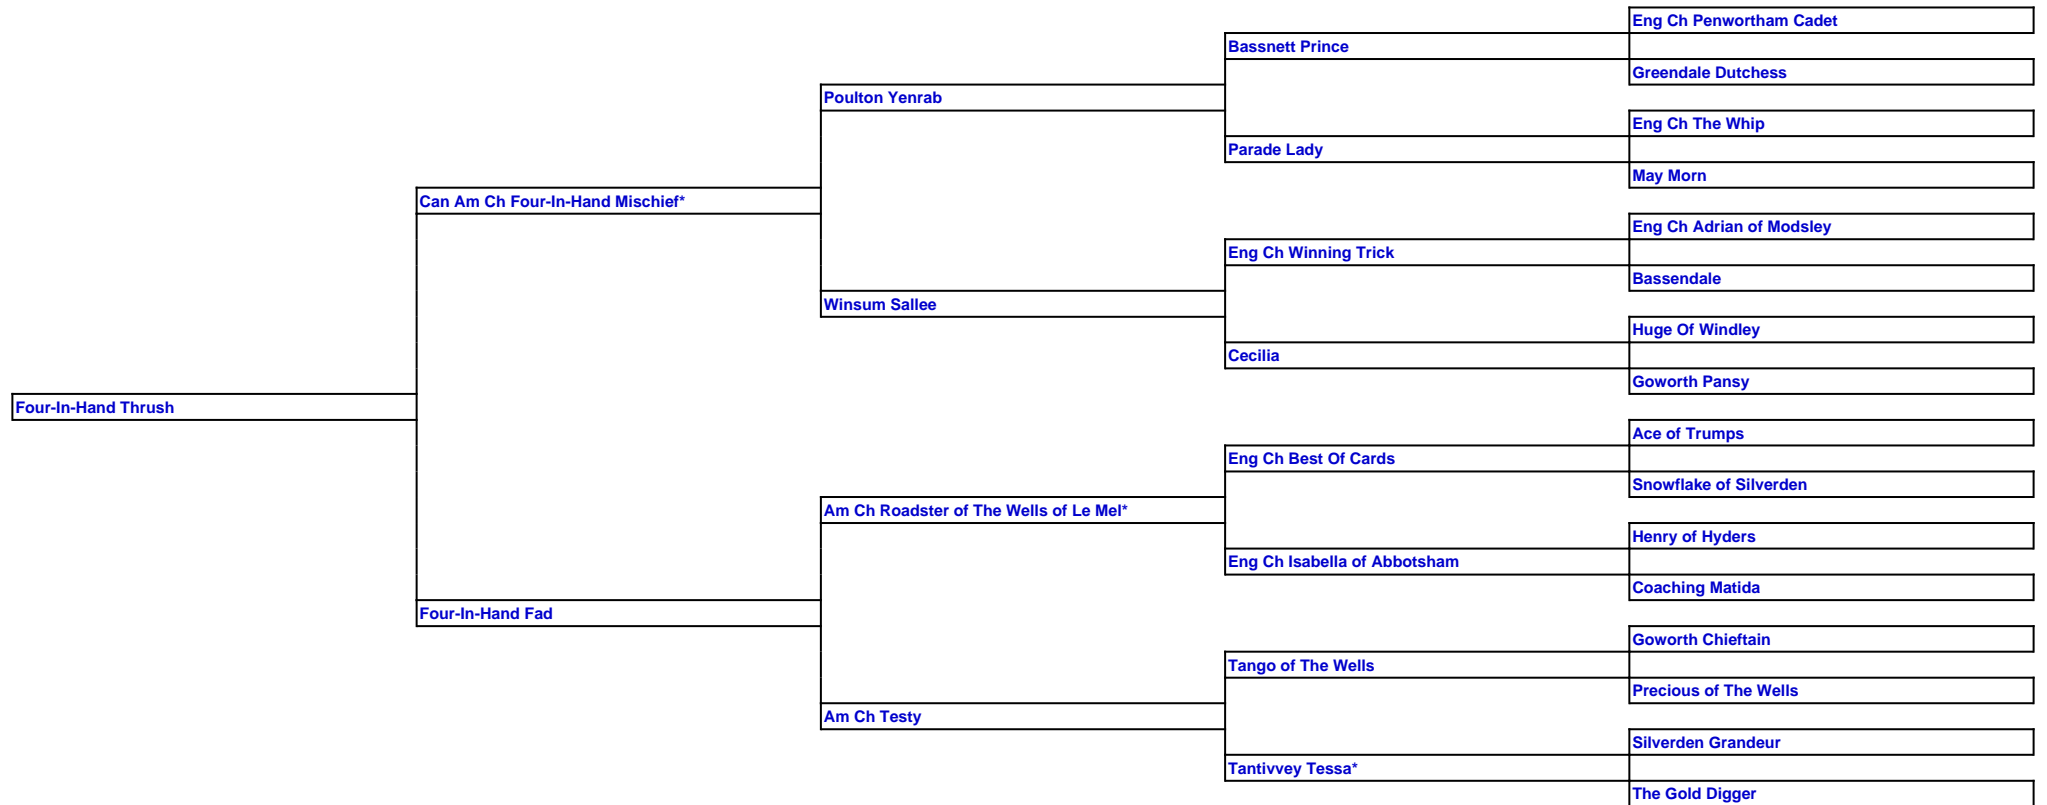 Eng Ch Penwortham Cadet
Bassnett Prince
Greendale Dutchess
Poulton Yenrab
Eng Ch The Whip
Parade Lady
May Morn
Can Am Ch Four-In-Hand Mischief*
Eng Ch Adrian of Modsley
Eng Ch Winning Trick
Bassendale
Winsum Sallee
Huge Of Windley
Cecilia
Goworth Pansy
Four-In-Hand Thrush
Ace of Trumps
Eng Ch Best Of Cards
Snowflake of Silverden
Am Ch Roadster of The Wells of Le Mel*
Henry of Hyders
Eng Ch Isabella of Abbotsham
Coaching Matida
Four-In-Hand Fad
Goworth Chieftain
Tango of The Wells
Precious of The Wells
Am Ch Testy
Silverden Grandeur
Tantivvey Tessa*
The Gold Digger